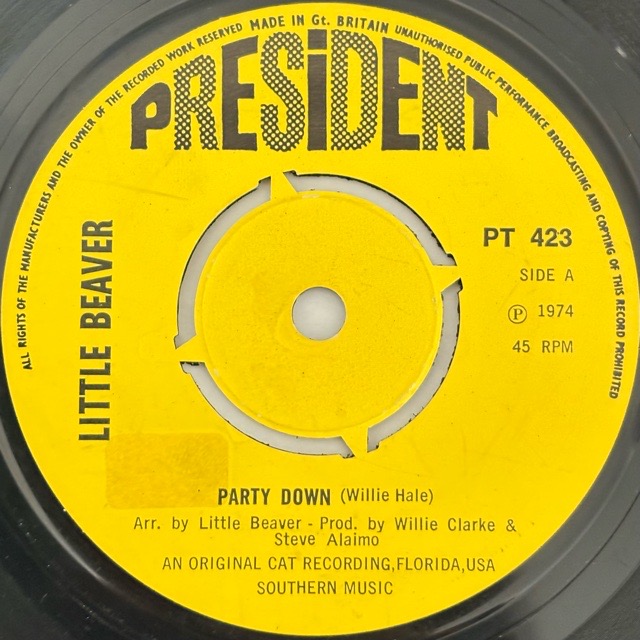 ALL RIGHTS OF THE MANUFACTURERS AND THE OWNER OF THE RECORDED WORK RESERVED MADE IN Gt. BRITAIN UNAUTHORISED PUBLIC PERFORMANCE BROADCASTING AND COPYING OF THIS RECORD PROHIBITED
PRESiDENT
LITTLE BEAVER
PT 423
SIDE A
Ⓟ 1974
45 RPM
PARTY DOWN (Willie Hale)
Arr. by Little Beaver - Prod. by Willie Clarke &
Steve Alaimo
AN ORIGINAL CAT RECORDING,FLORIDA,USA
SOUTHERN MUSIC